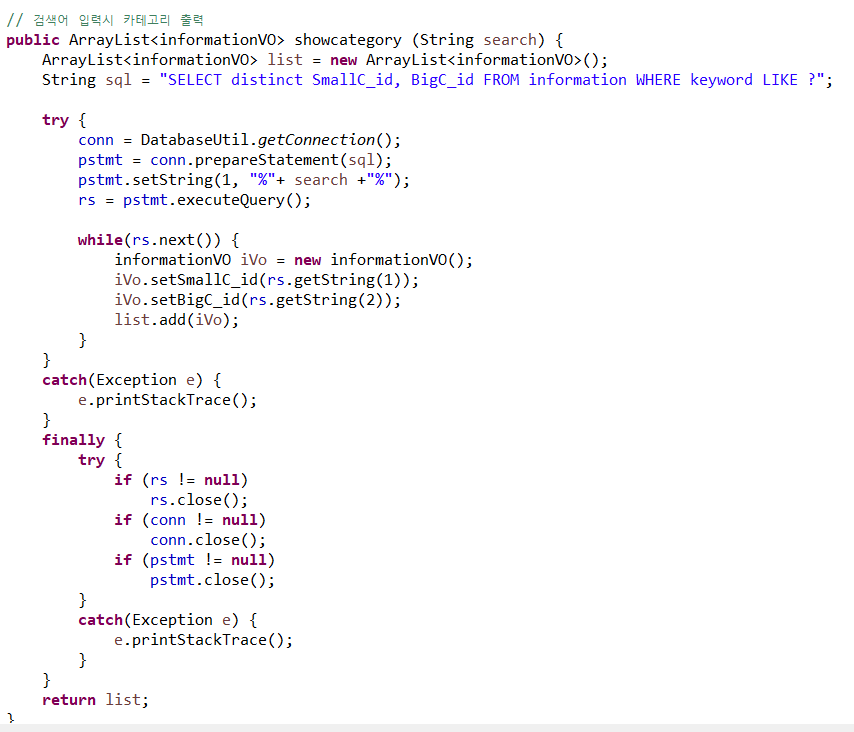 // 검색어 입력시 카테고리 출력
public ArrayList<informationVO> showcategory (String search) {
    ArrayList<informationVO> list = new ArrayList<informationVO>();
    String sql = "SELECT distinct SmallC_id, BigC_id FROM information WHERE keyword LIKE ?";
    try {
        conn = DatabaseUtil.getConnection();
        pstmt = conn.prepareStatement(sql);
        pstmt.setString(1, "%"+ search +"%");
        rs = pstmt.executeQuery();
        while(rs.next()) {
            informationVO iVo = new informationVO();
            iVo.setSmallC_id(rs.getString(1));
            iVo.setBigC_id(rs.getString(2));
            list.add(iVo);
        }
    }
    catch(Exception e) {
        e.printStackTrace();
    }
    finally {
        try {
            if (rs != null)
                rs.close();
            if (conn != null)
                conn.close();
            if (pstmt != null)
                pstmt.close();
        }
        catch(Exception e) {
            e.printStackTrace();
        }
    }
    return list;
}